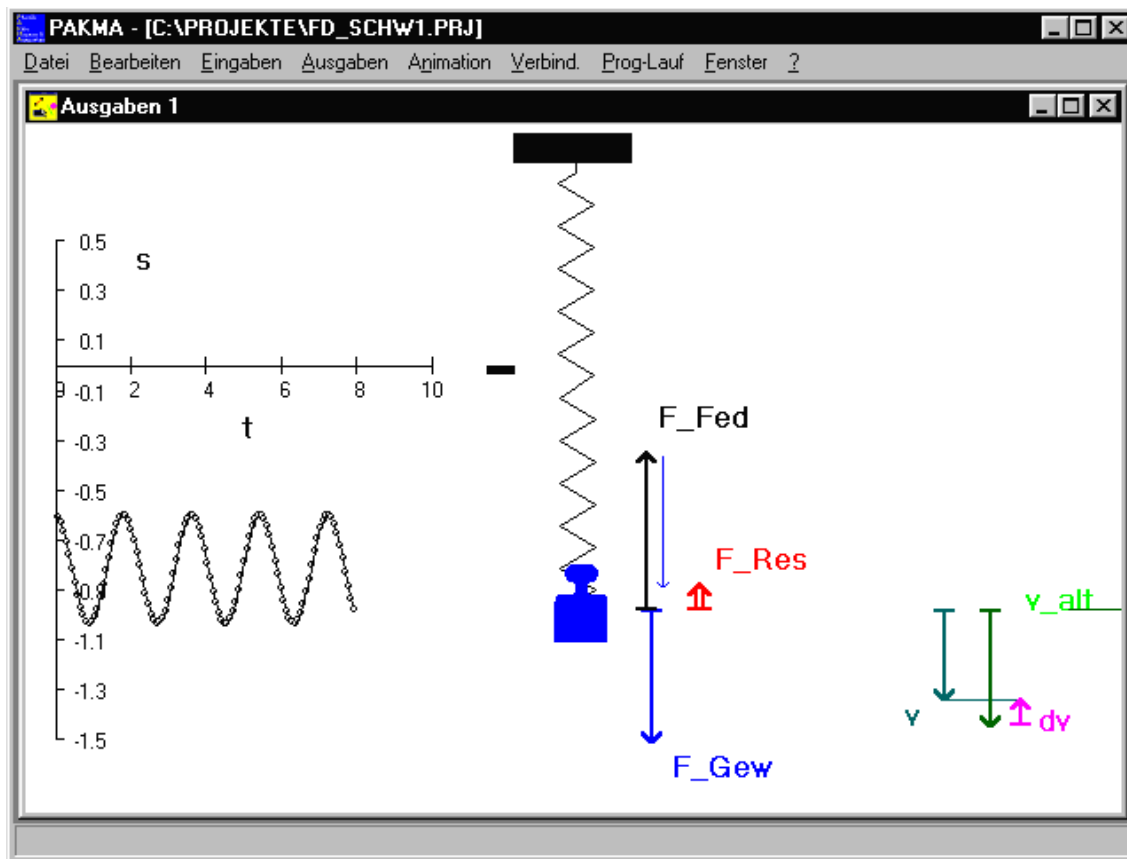 PAKMA - [C:\PROJEKTE\FD_SCHW1.PRJ]
Datei Bearbeiten Eingaben Ausgaben Animation Verbind. Prog-Lauf Fenster ?
Ausgaben 1
0.5
s
0.3
0.1
2 4 6 8 10
-0.1
t
-0.3
-0.5
-0.7
-0.9
-1.1
-1.3
-1.5
F_Fed
F_Res
v_alt
v
dv
F_Gew